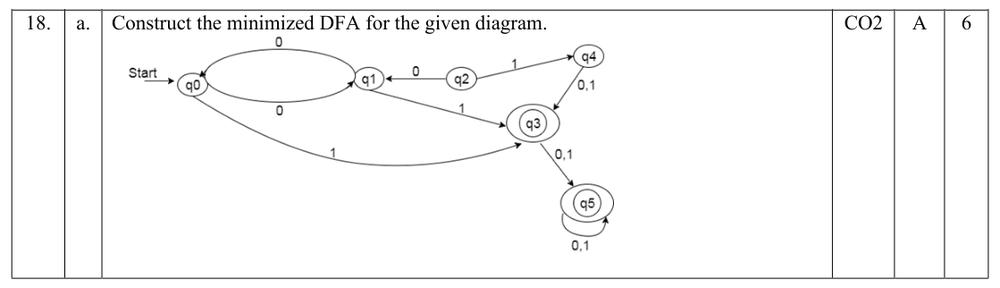 18. a. Construct the minimized DFA for the given diagram. CO2 A 6
0
q4
Start
1
q1 0 q2
q0
0,1
0
1
q3
1
0,1
q5
0,1